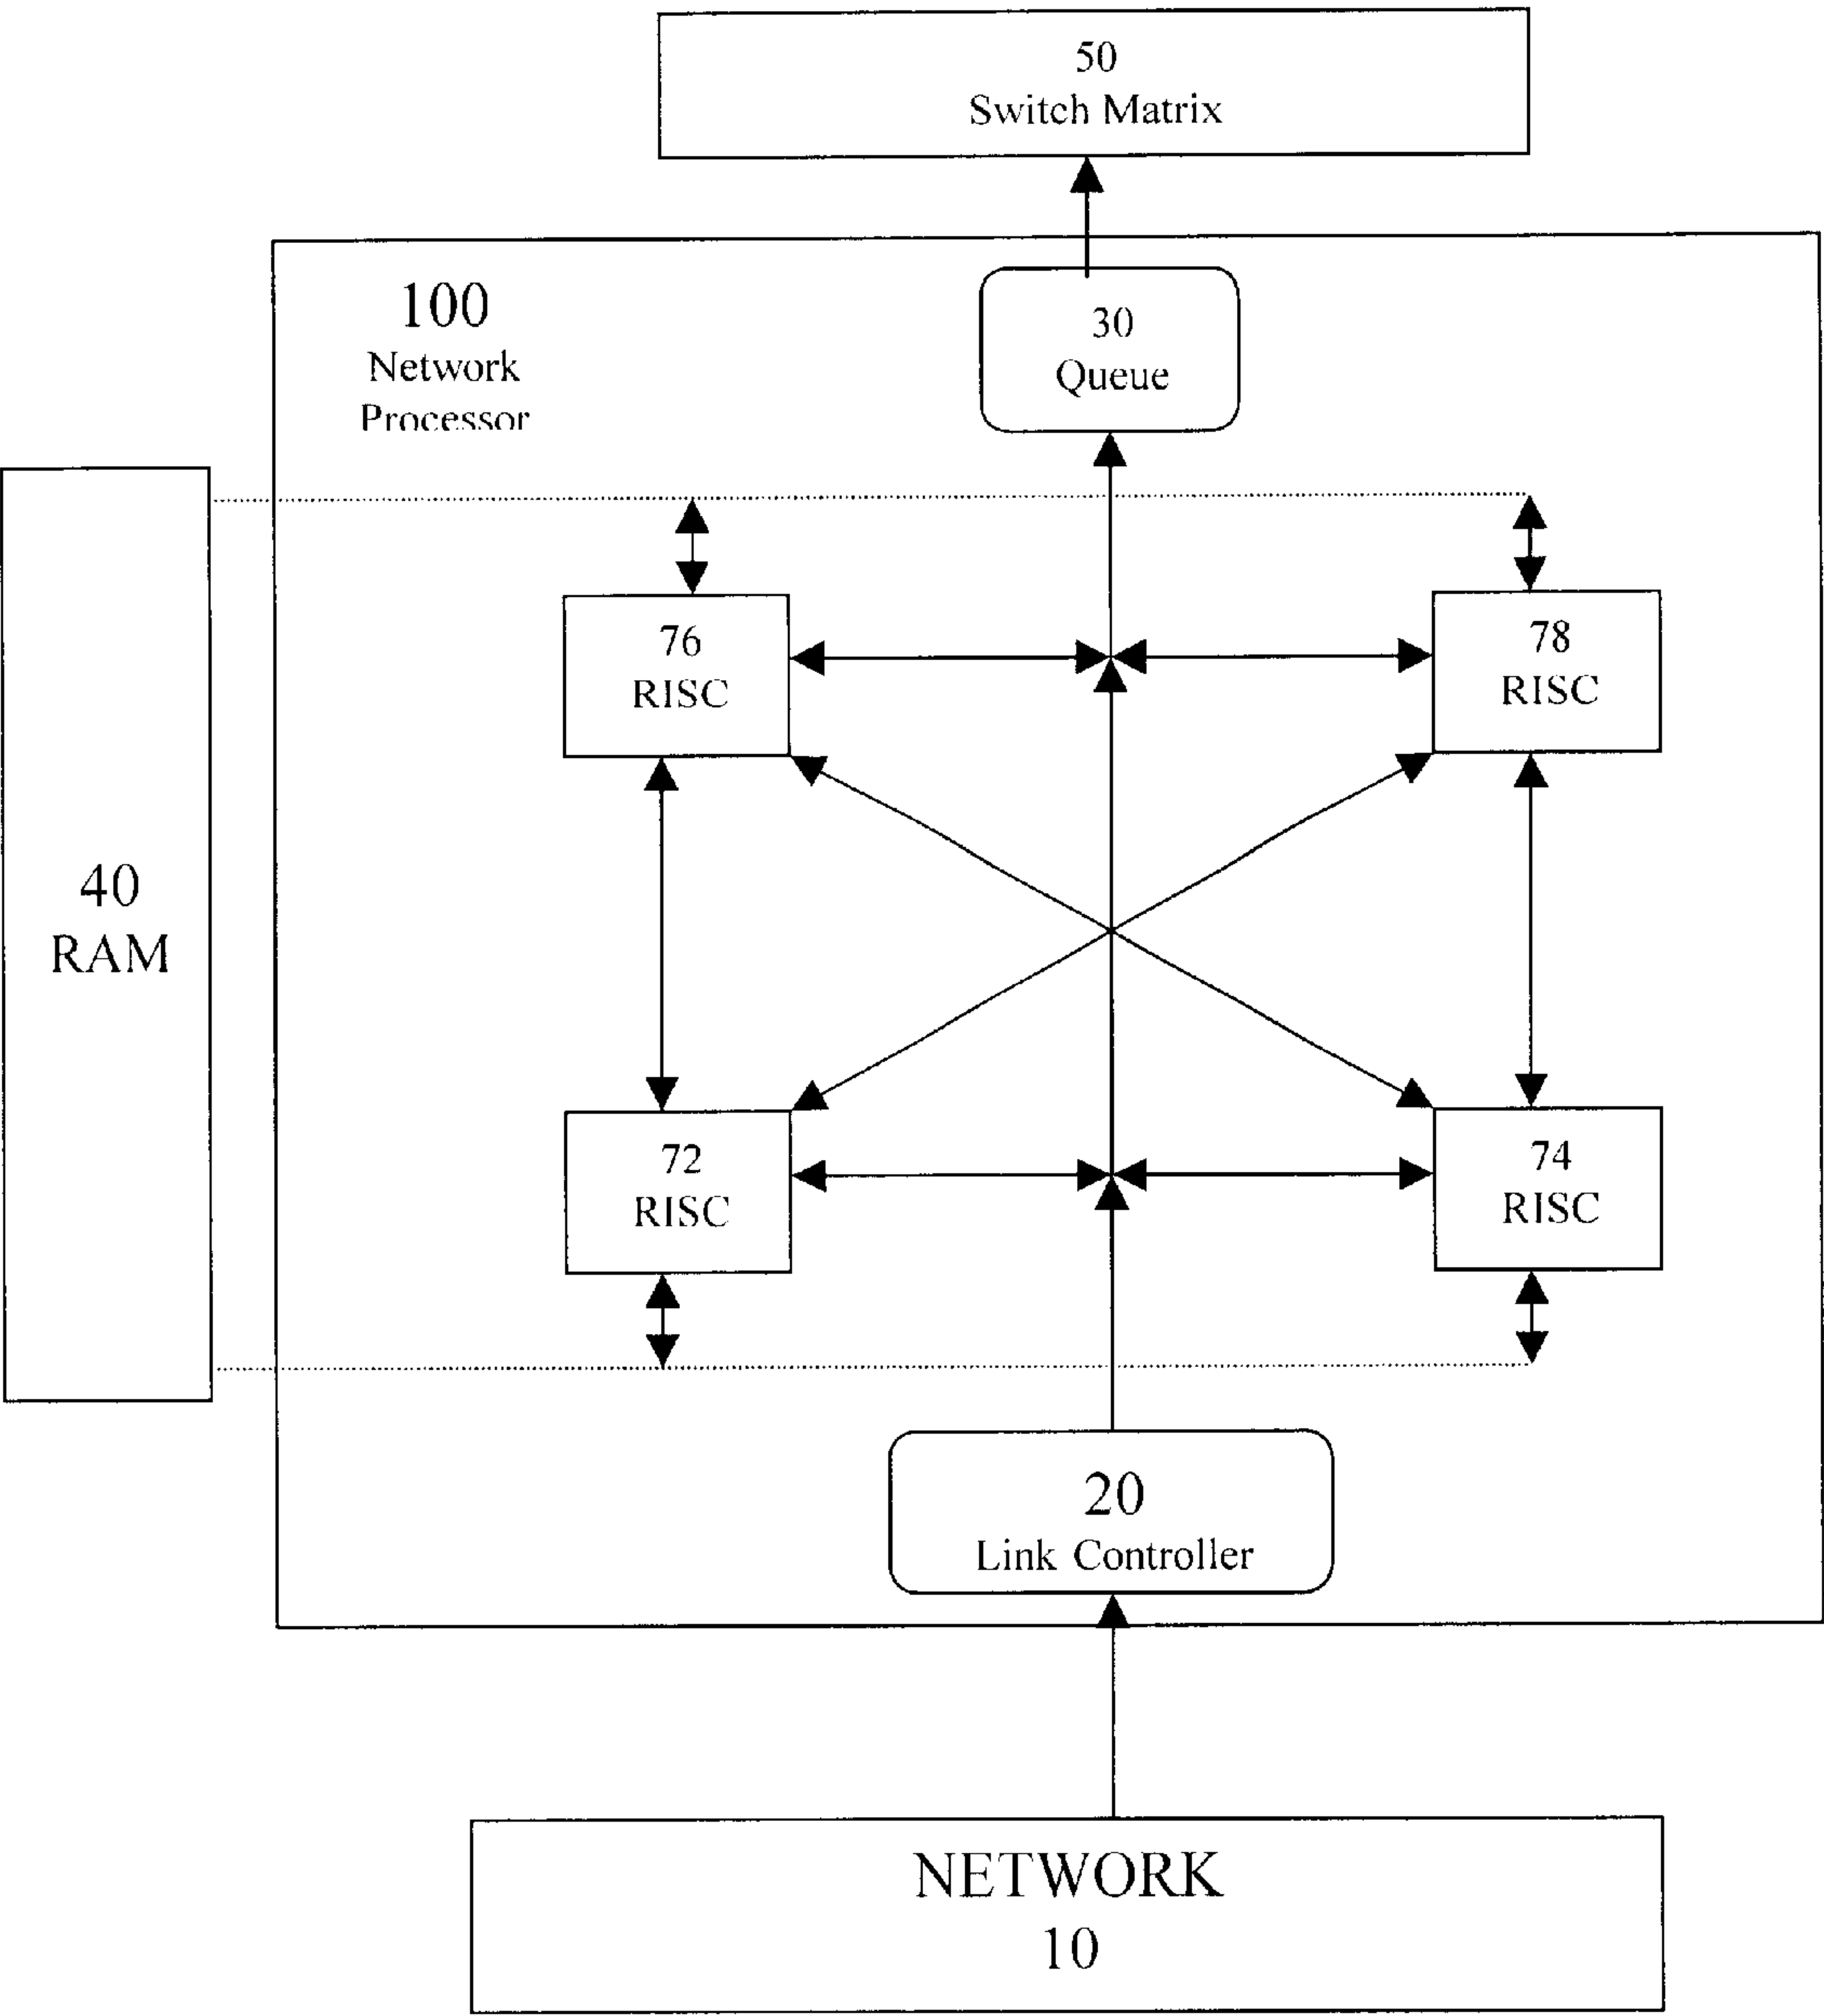 50
Switch Matrix
100
Network
Processor
30
Queue
76
RISC
78
RISC
40
RAM
72
RISC
74
RISC
20
Link Controller
NETWORK
10